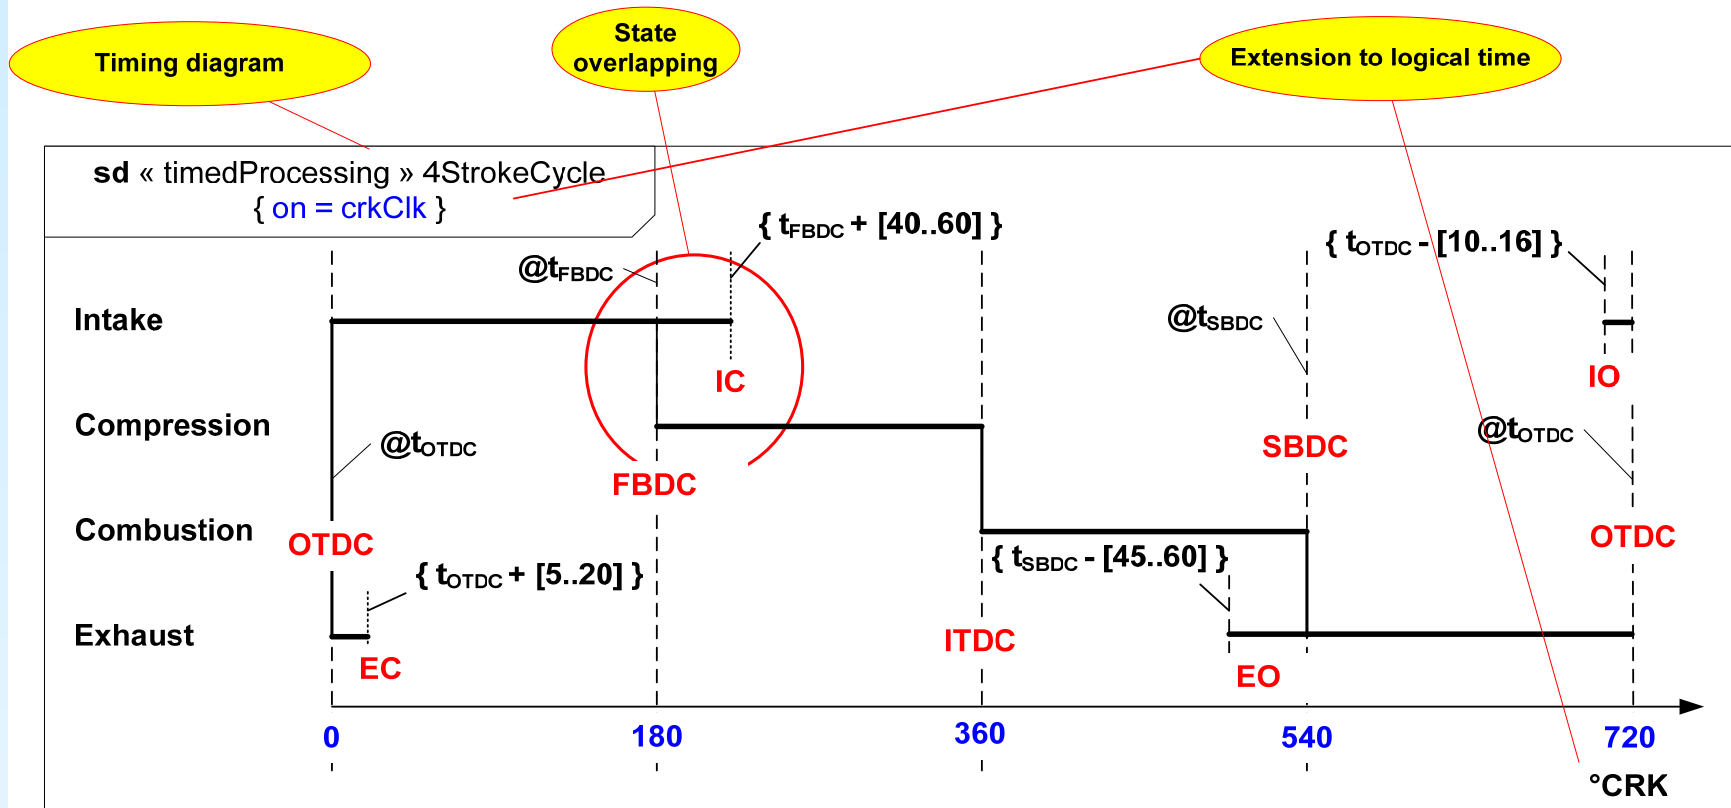 Timing diagram
State
overlapping
Extension to logical time
sd « timedProcessing » 4StrokeCycle
{ on = crkClk }
{ tFBDC + [40..60] }
{ tOTDC - [10..16] }
@tFBDC
Intake
@tSBDC
IC
IO
Compression
@tOTDC
@tOTDC
SBDC
FBDC
Combustion
OTDC
OTDC
{ tSBDC - [45..60] }
{ tOTDC + [5..20] }
Exhaust
ITDC
EC
EO
0
180
360
540
720
°CRK